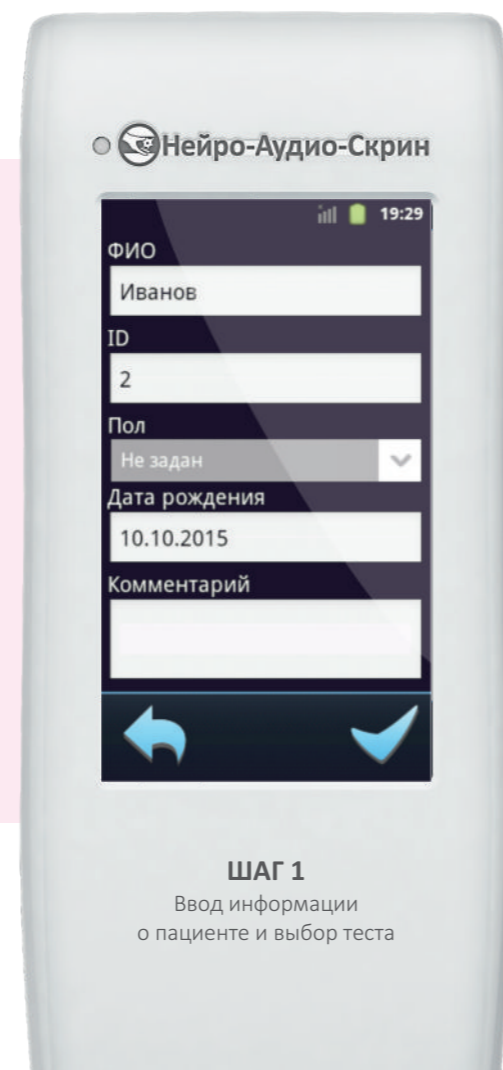 Нейро-Аудио-Скрин
19:29
ФИО
Иванов
ID
2
Пол
Не задан
Дата рождения
10.10.2015
Комментарий
ШАГ 1
Ввод информации
о пациенте и выбор теста